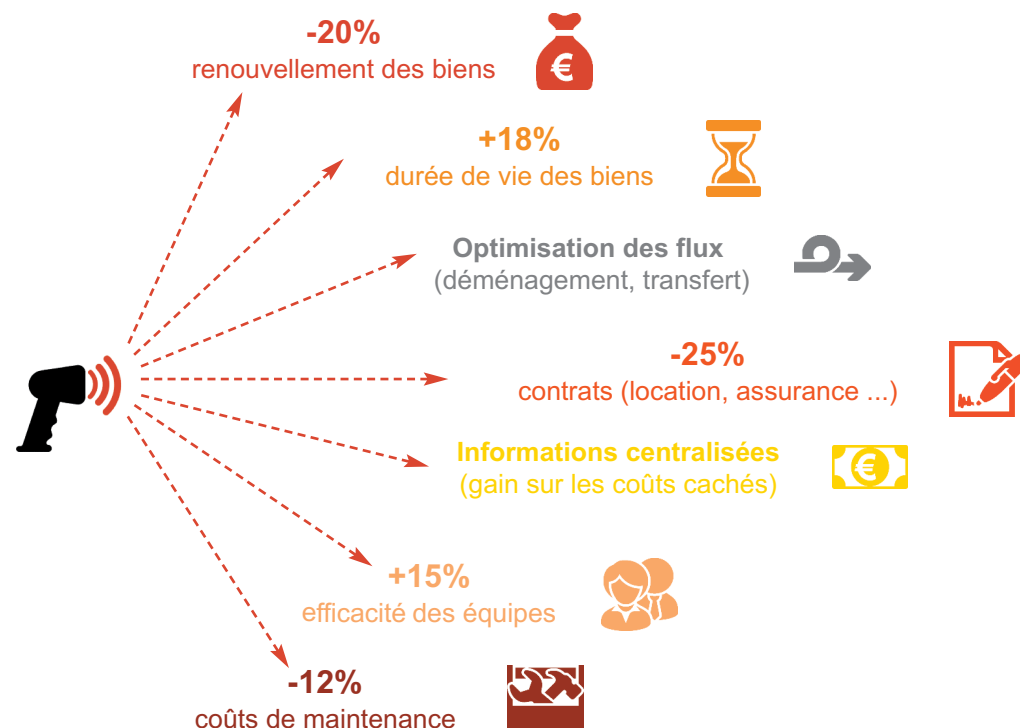 -20%
renouvellement des biens
+18%
durée de vie des biens
Optimisation des flux
(déménagement, transfert)
-25%
contrats (location, assurance ...)
Informations centralisées
(gain sur les coûts cachés)
+15%
efficacité des équipes
-12%
coûts de maintenance